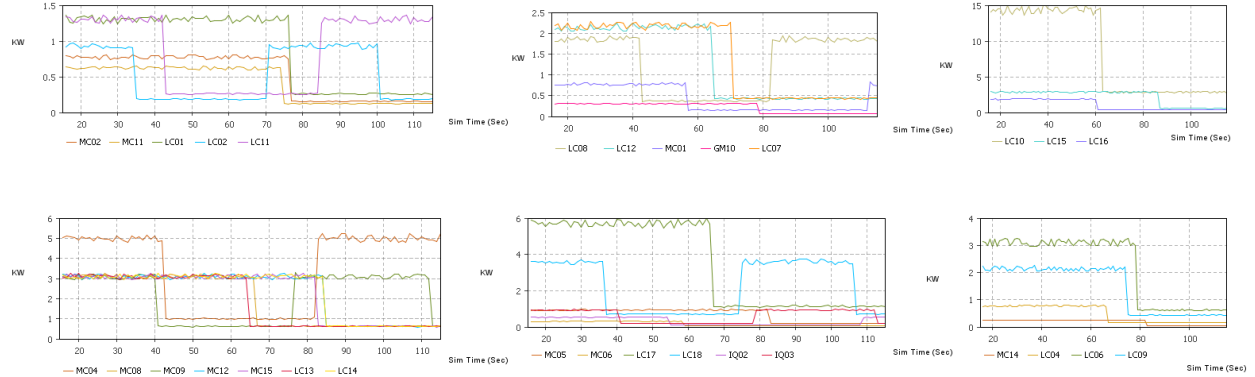 1.5
1
0.5
0
KW
20 30 40 50 60 70 80 90 100 110
Sim Time (Sec)
MC02 MC11 LC01 LC02 LC11
2.5
2
1.5
1
0.5
0
KW
20 40 60 80 100
Sim Time (Sec)
LC08 LC12 MC01 GM10 LC07
15
10
5
0
KW
20 40 60 80 100
Sim Time (Sec)
LC10 LC15 LC16
6
5
4
3
2
1
0
KW
20 30 40 50 60 70 80 90 100 110
Sim Time (Sec)
MC04 MC08 MC09 MC12 MC15 LC13 LC14
6
4
2
0
KW
20 30 40 50 60 70 80 90 100 110
Sim Time (Sec)
MC05 MC06 LC17 LC18 IQ02 IQ03
4
3
2
1
0
KW
20 40 60 80 100
Sim Time (Sec)
MC14 LC04 LC06 LC09